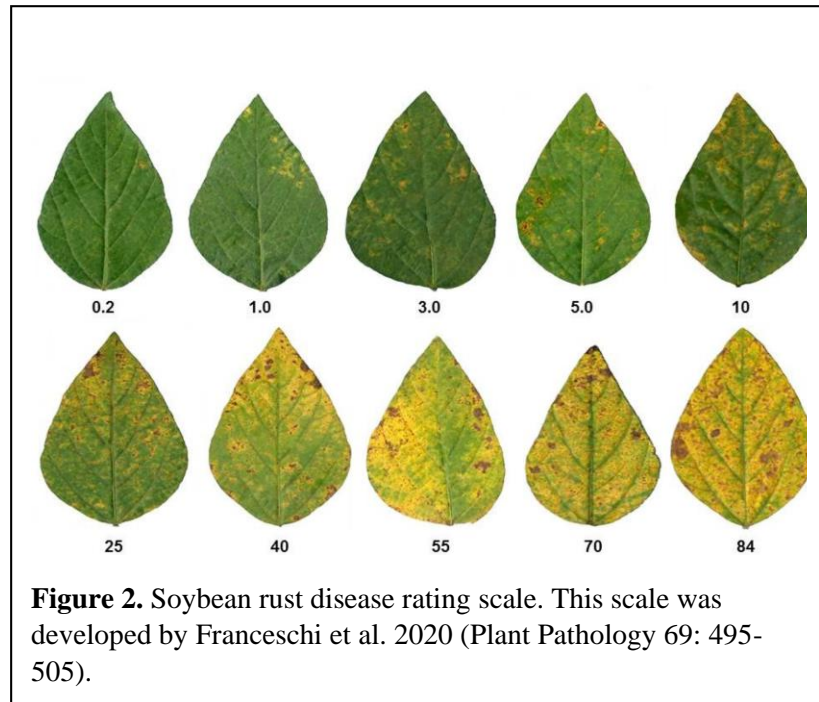 0.2 1.0 3.0 5.0 10
25 40 55 70 84
Figure 2. Soybean rust disease rating scale. This scale was
developed by Franceschi et al. 2020 (Plant Pathology 69: 495-
505).